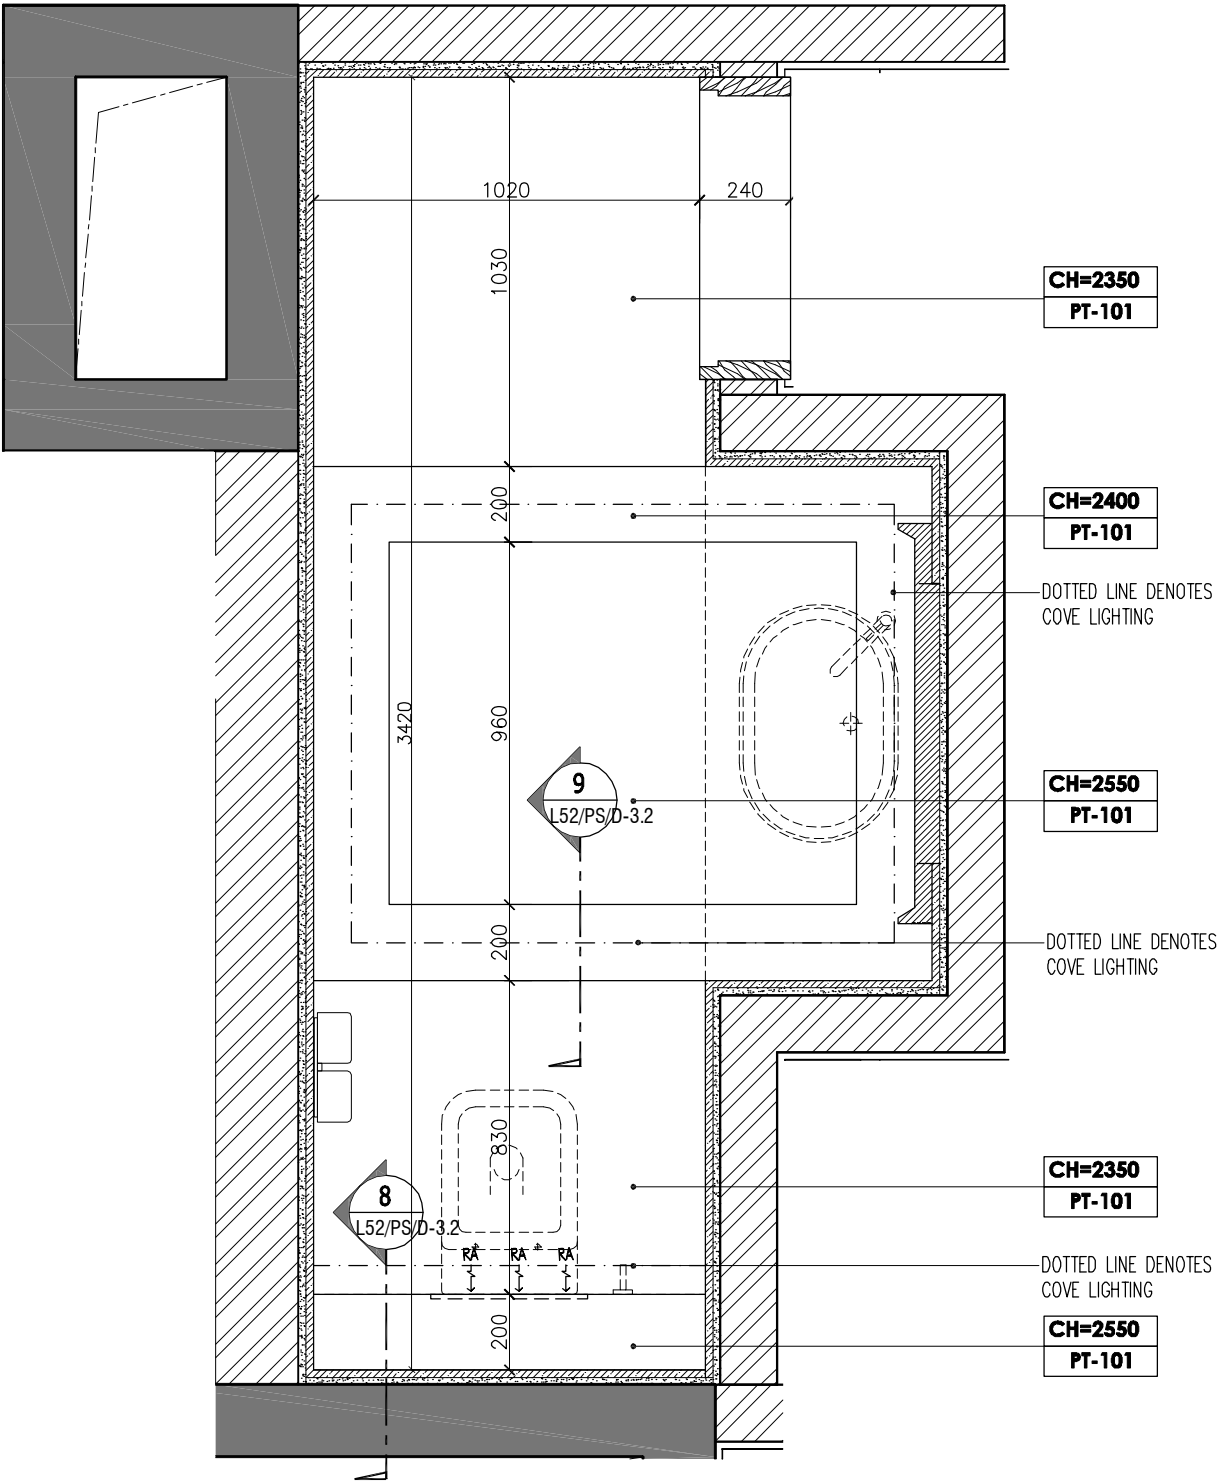 1020
240
1030
CH=2350
PT-101
200
CH=2400
PT-101
DOTTED LINE DENOTES
COVE LIGHTING
3420
960
9
L52/PS/D-3.2
CH=2550
PT-101
200
DOTTED LINE DENOTES
COVE LIGHTING
830
8
L52/PS/D-3.2
CH=2350
PT-101
RA RA RA
DOTTED LINE DENOTES
COVE LIGHTING
200
CH=2550
PT-101